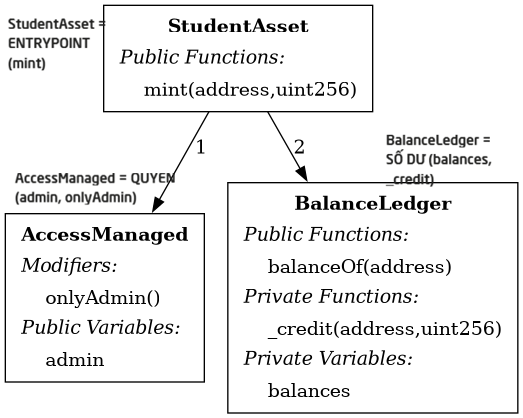 StudentAsset =
ENTRYPOINT
(mint)
StudentAsset
Public Functions:
mint(address,uint256)
1
2
AccessManaged = QUYEN
(admin, onlyAdmin)
BalanceLedger =
SỐ DƯ (balances,
_credit)
AccessManaged
Modifiers:
onlyAdmin()
Public Variables:
admin
BalanceLedger
Public Functions:
balanceOf(address)
Private Functions:
_credit(address,uint256)
Private Variables:
balances